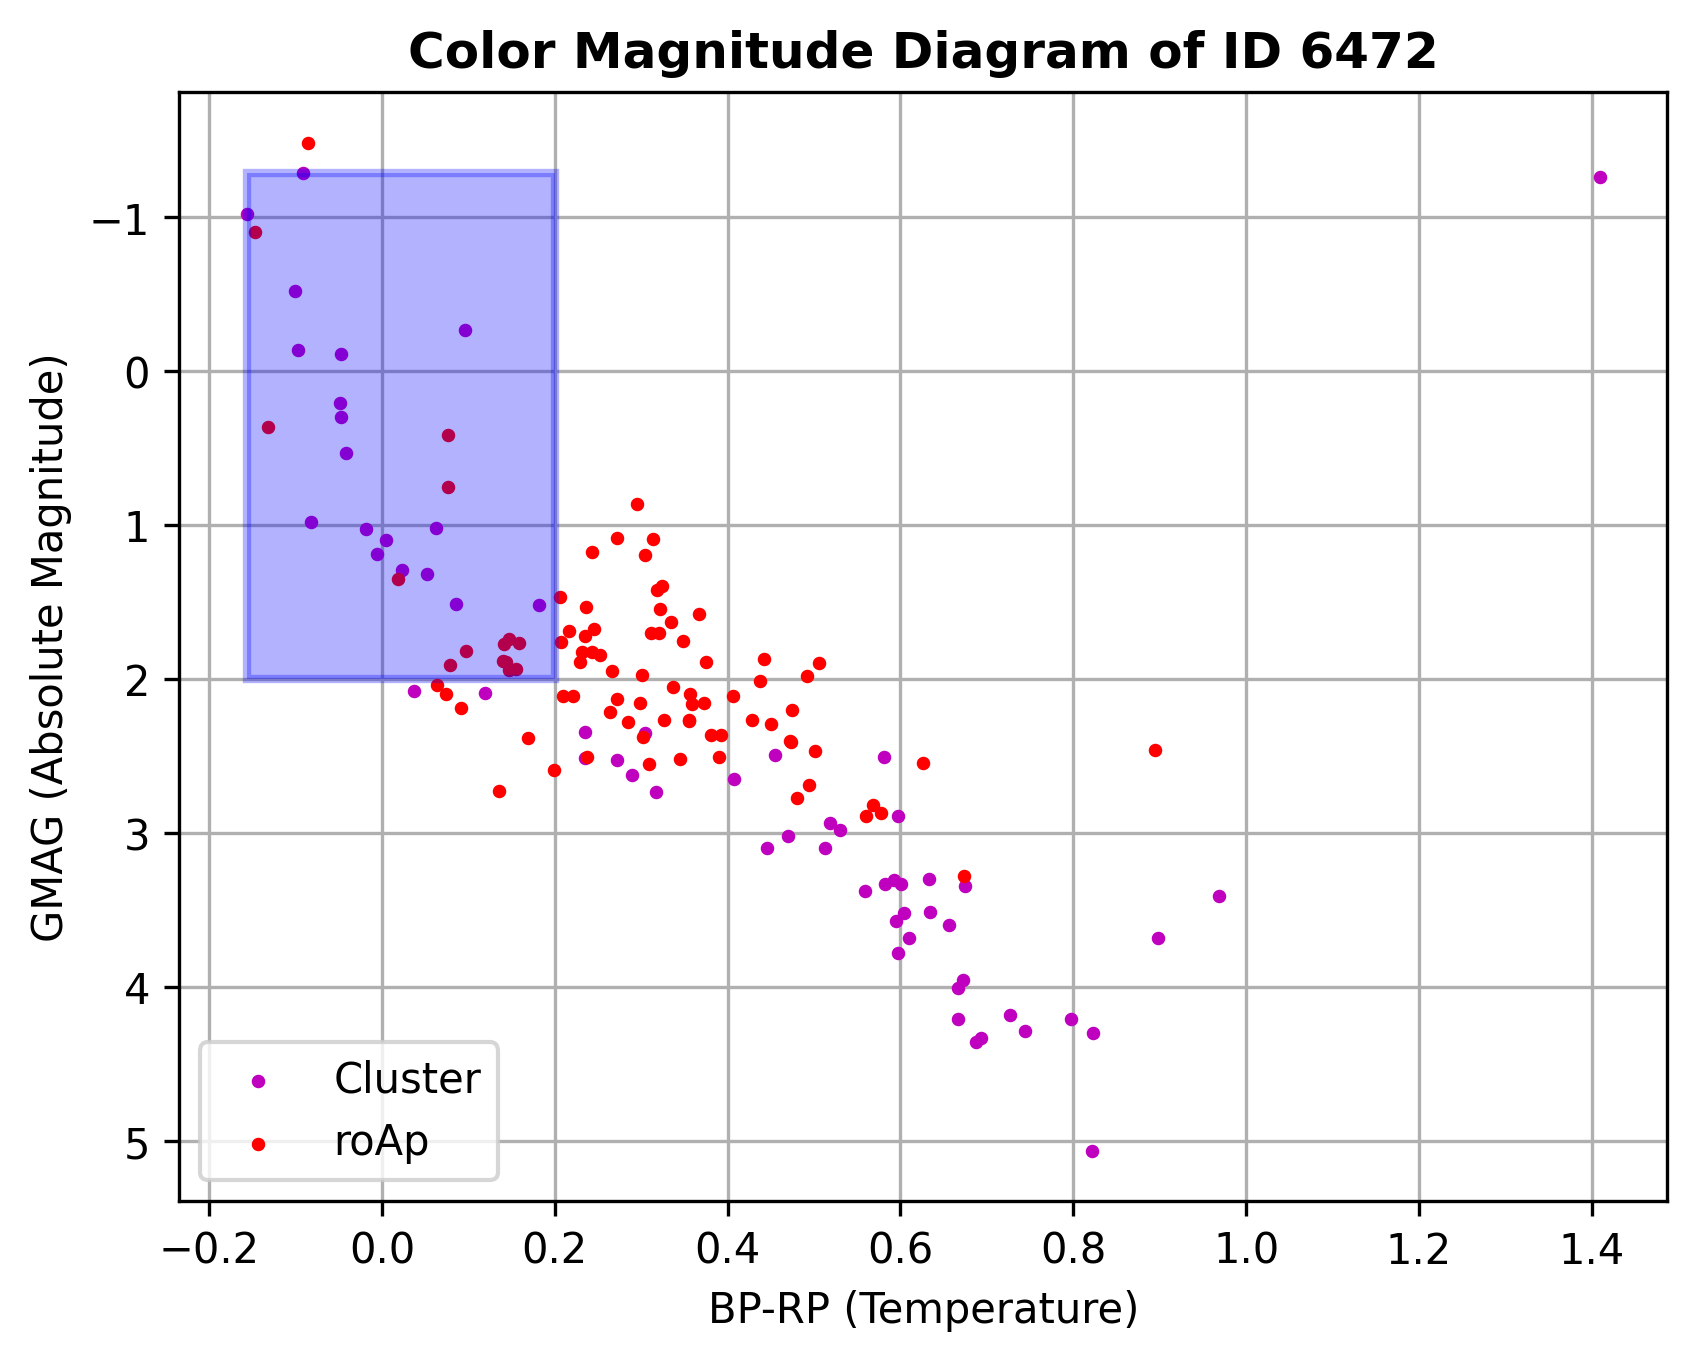 Color Magnitude Diagram of ID 6472
GMAG (Absolute Magnitude)
−1
0
1
2
3
4
5
Cluster
roAp
−0.2 0.0 0.2 0.4 0.6 0.8 1.0 1.2 1.4
BP-RP (Temperature)